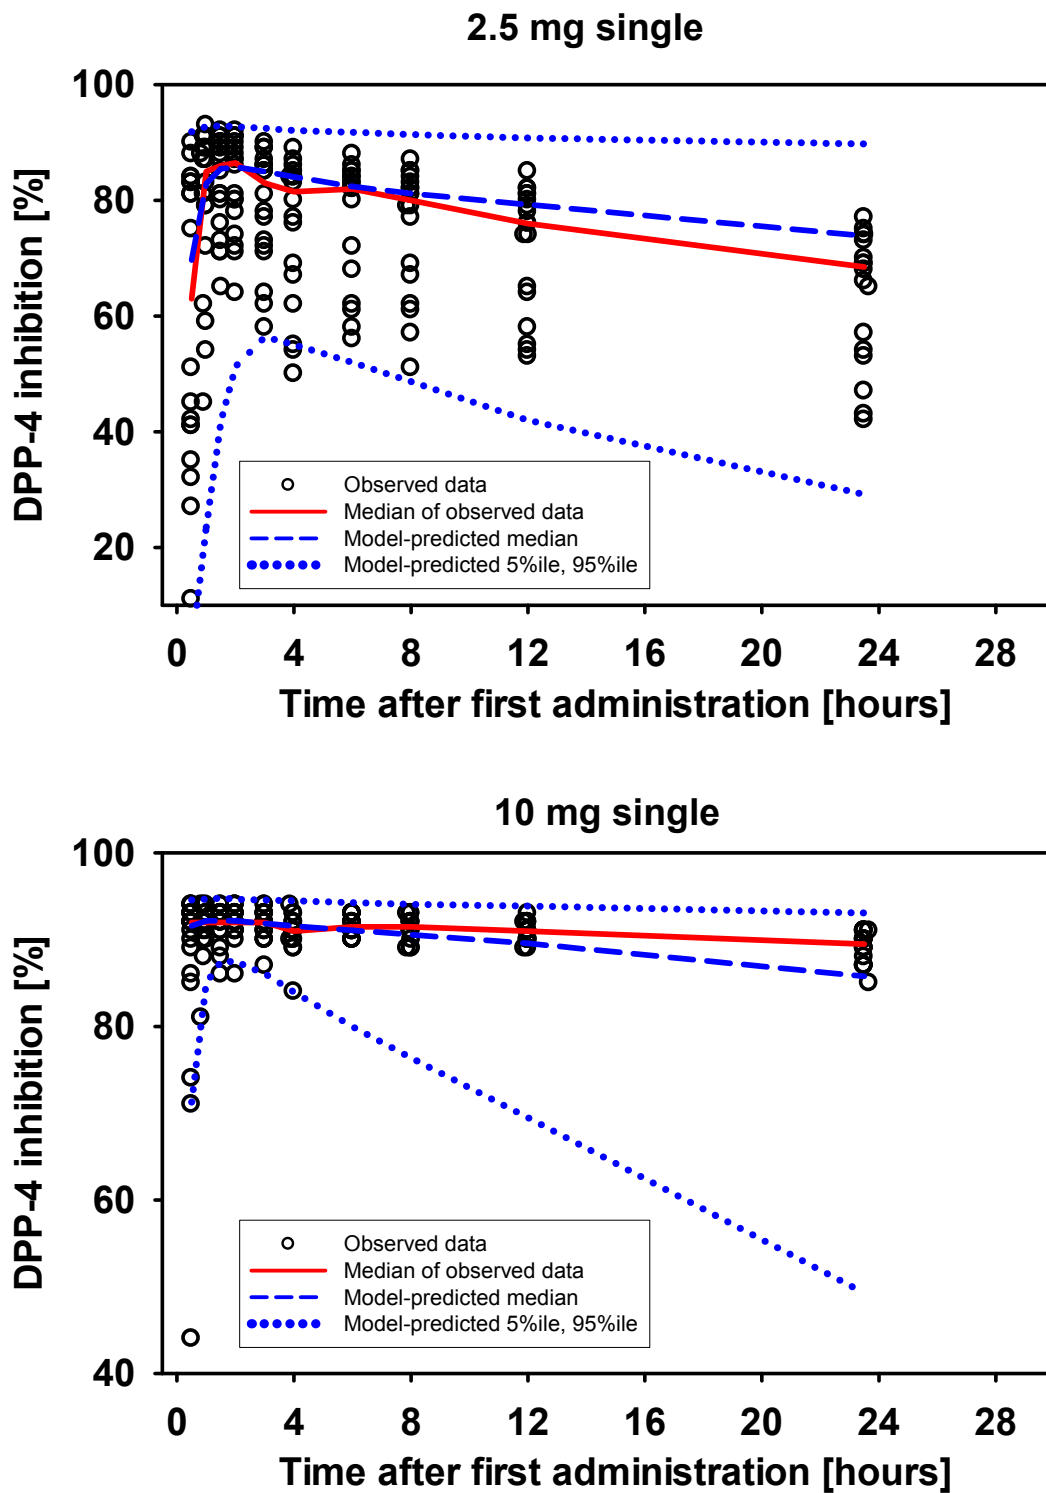 2.5 mg single
100
80
60
40
20
DPP-4 inhibition [%]
Observed data
Median of observed data
Model-predicted median
Model-predicted 5%ile, 95%ile
0 4 8 12 16 20 24 28
Time after first administration [hours]
10 mg single
100
80
60
40
DPP-4 inhibition [%]
Observed data
Median of observed data
Model-predicted median
Model-predicted 5%ile, 95%ile
0 4 8 12 16 20 24 28
Time after first administration [hours]